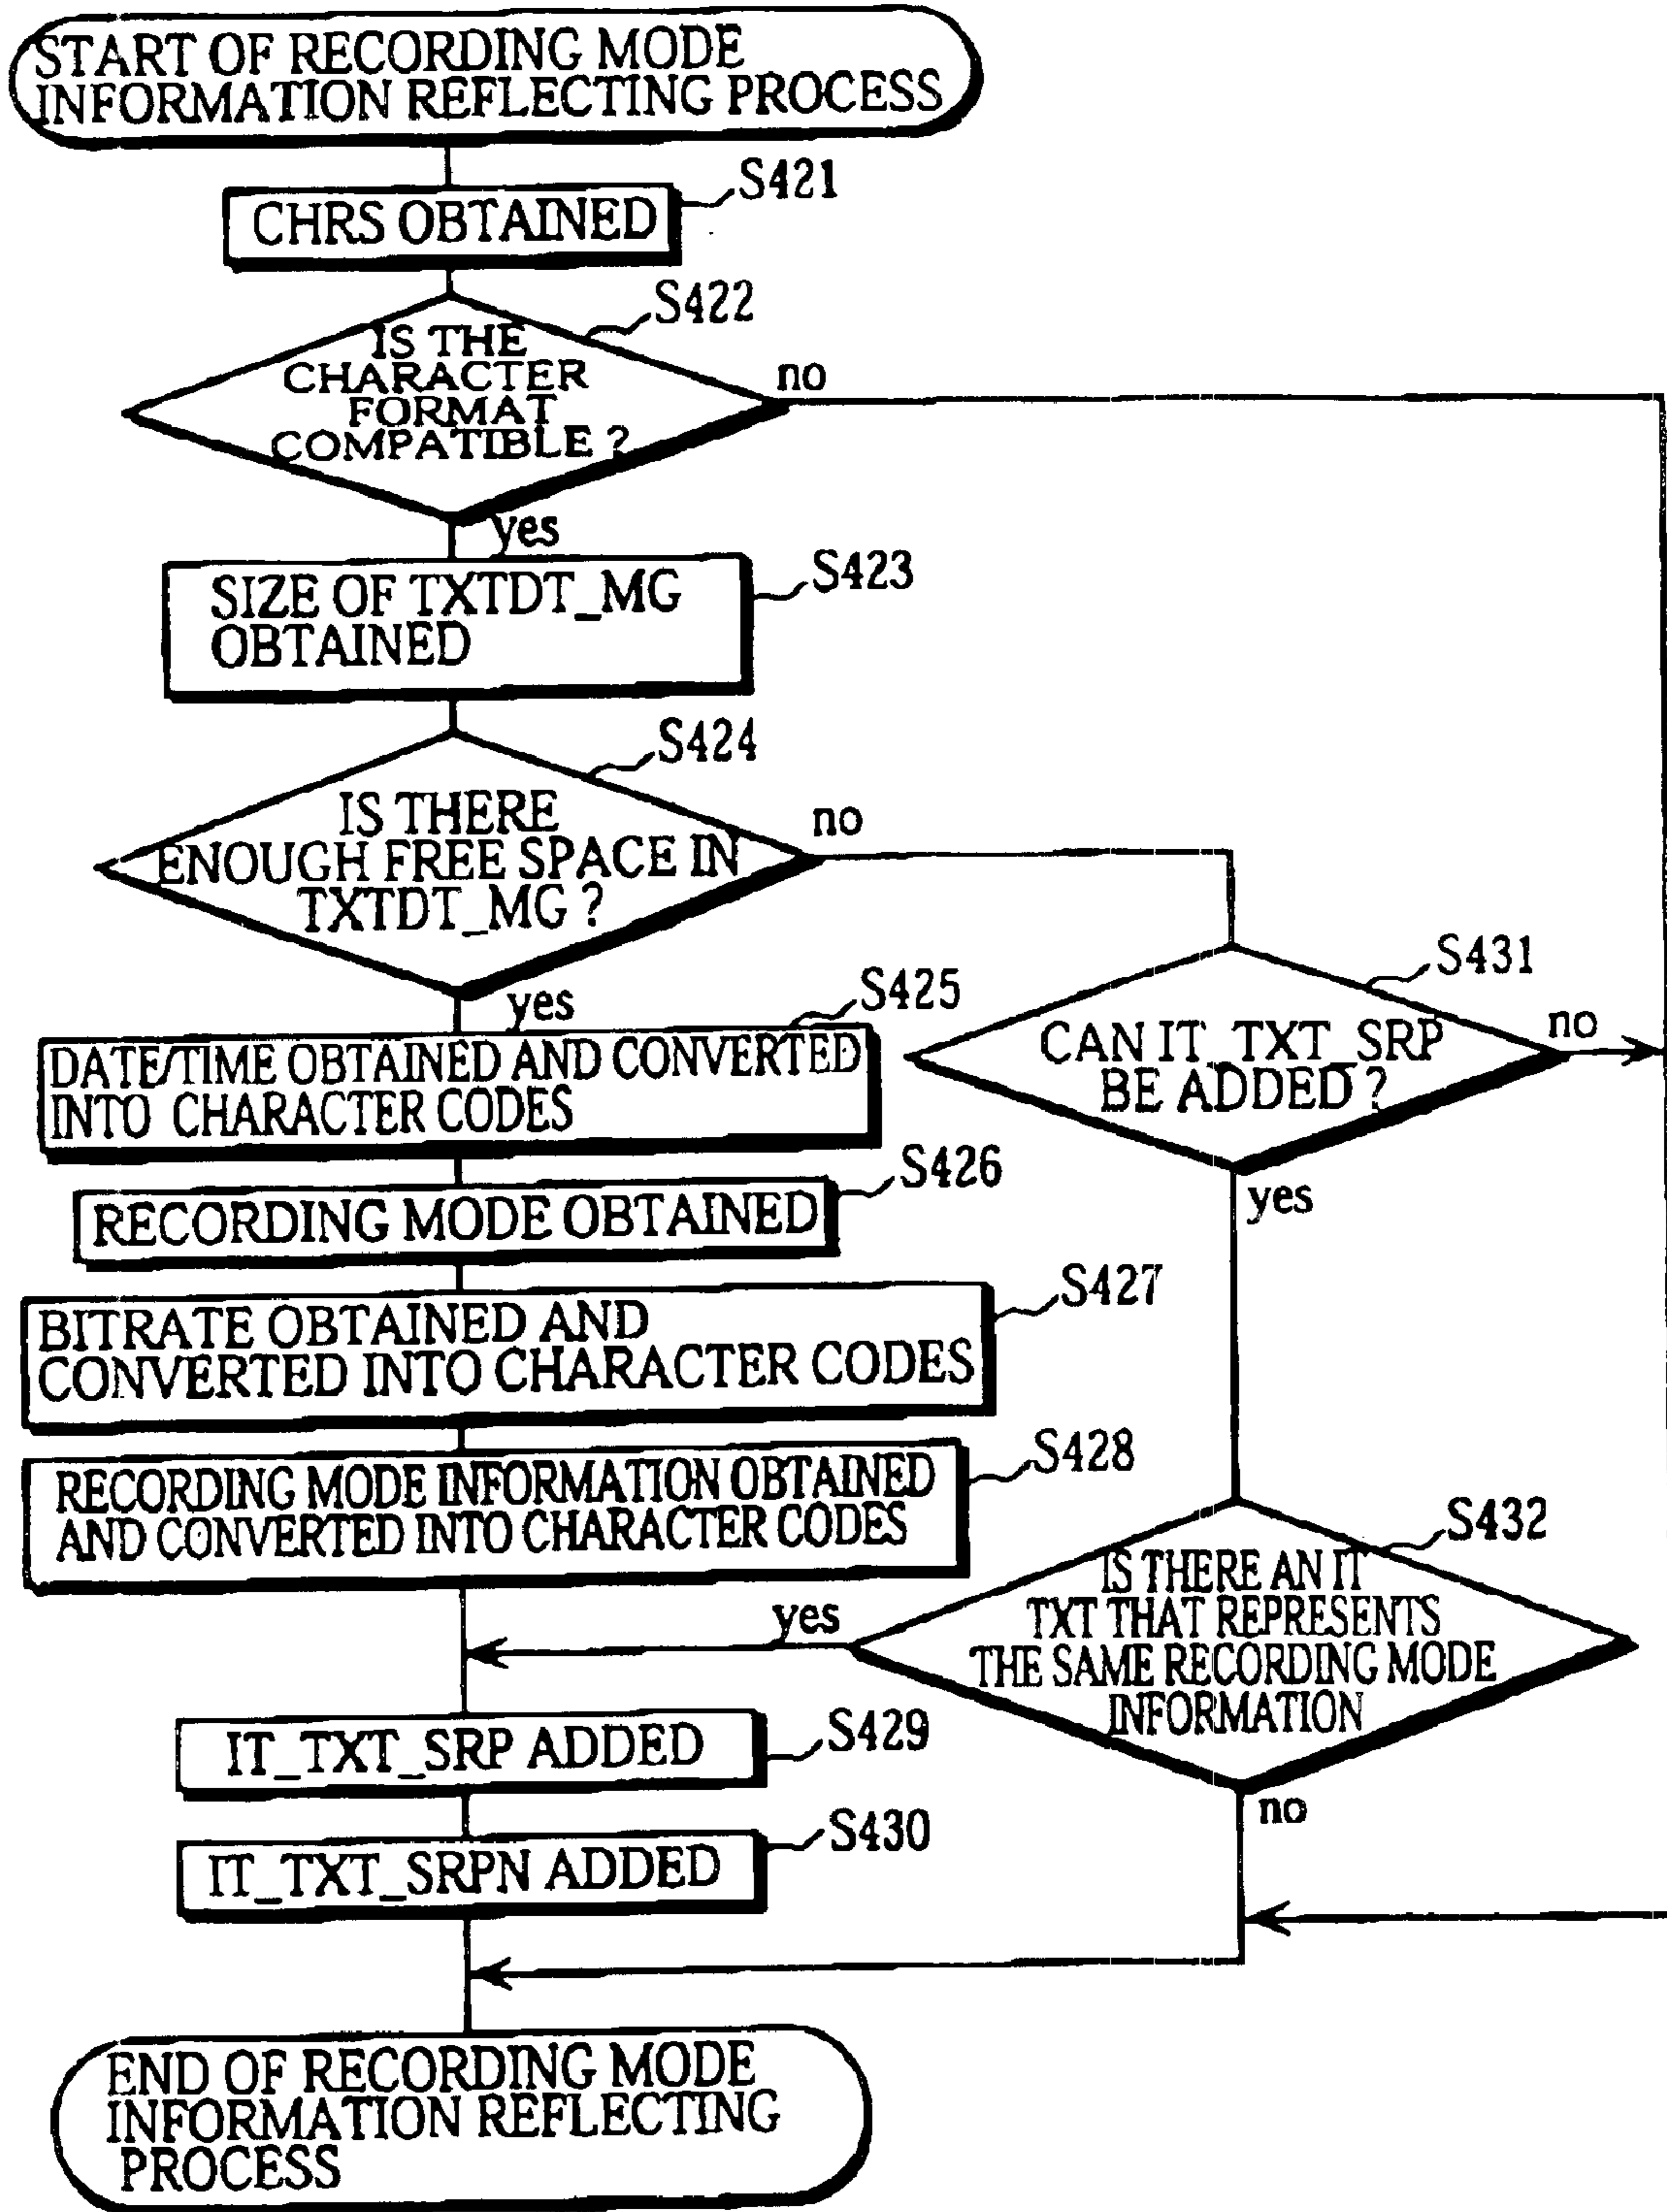 START OF RECORDING MODE
INFORMATION REFLECTING PROCESS
S421
CHRS OBTAINED
S422
IS THE
CHARACTER
FORMAT
COMPATIBLE ?
no
yes
S423
SIZE OF TXTDT_MG
OBTAINED
S424
IS THERE
ENOUGH FREE SPACE IN
TXTDT_MG ?
no
yes
S431
CAN IT_TXT_SRP
BE ADDED ?
no
yes
S425
DATE/TIME OBTAINED AND CONVERTED
INTO CHARACTER CODES
S426
RECORDING MODE OBTAINED
S427
BITRATE OBTAINED AND
CONVERTED INTO CHARACTER CODES
S428
RECORDING MODE INFORMATION OBTAINED
AND CONVERTED INTO CHARACTER CODES
S432
IS THERE AN IT
TXT THAT REPRESENTS
THE SAME RECORDING MODE
INFORMATION
yes
no
S429
IT_TXT_SRP ADDED
S430
IT_TXT_SRPN ADDED
END OF RECORDING MODE
INFORMATION REFLECTING
PROCESS